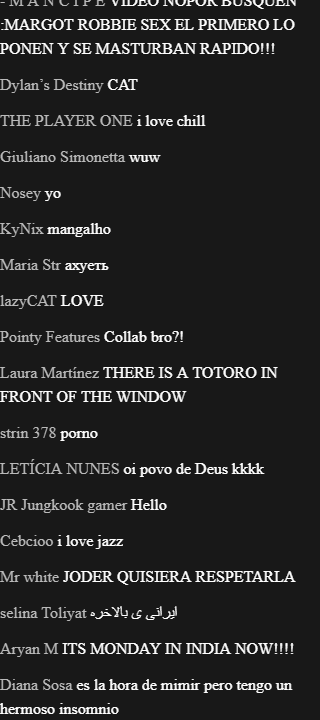 - M A N C I P E VIDEO NOPOR BUSQUEN
:MARGOT ROBBIE SEX EL PRIMERO LO
PONEN Y SE MASTURBAN RAPIDO!!!
Dylan’s Destiny CAT
THE PLAYER ONE i love chill
Giuliano Simonetta wuw
Nosey yo
KyNix mangalho
Maria Str ахуеть
lazyCAT LOVE
Pointy Features Collab bro?!
Laura Martínez THERE IS A TOTORO IN
FRONT OF THE WINDOW
strin 378 porno
LETÍCIA NUNES oi povo de Deus kkkk
JR Jungkook gamer Hello
Cebcioo i love jazz
Mr white JODER QUISIERA RESPETARLA
selina Toliyat ایرانی ی بالاخره
Aryan M ITS MONDAY IN INDIA NOW!!!!
Diana Sosa es la hora de mimir pero tengo un
hermoso insomnio